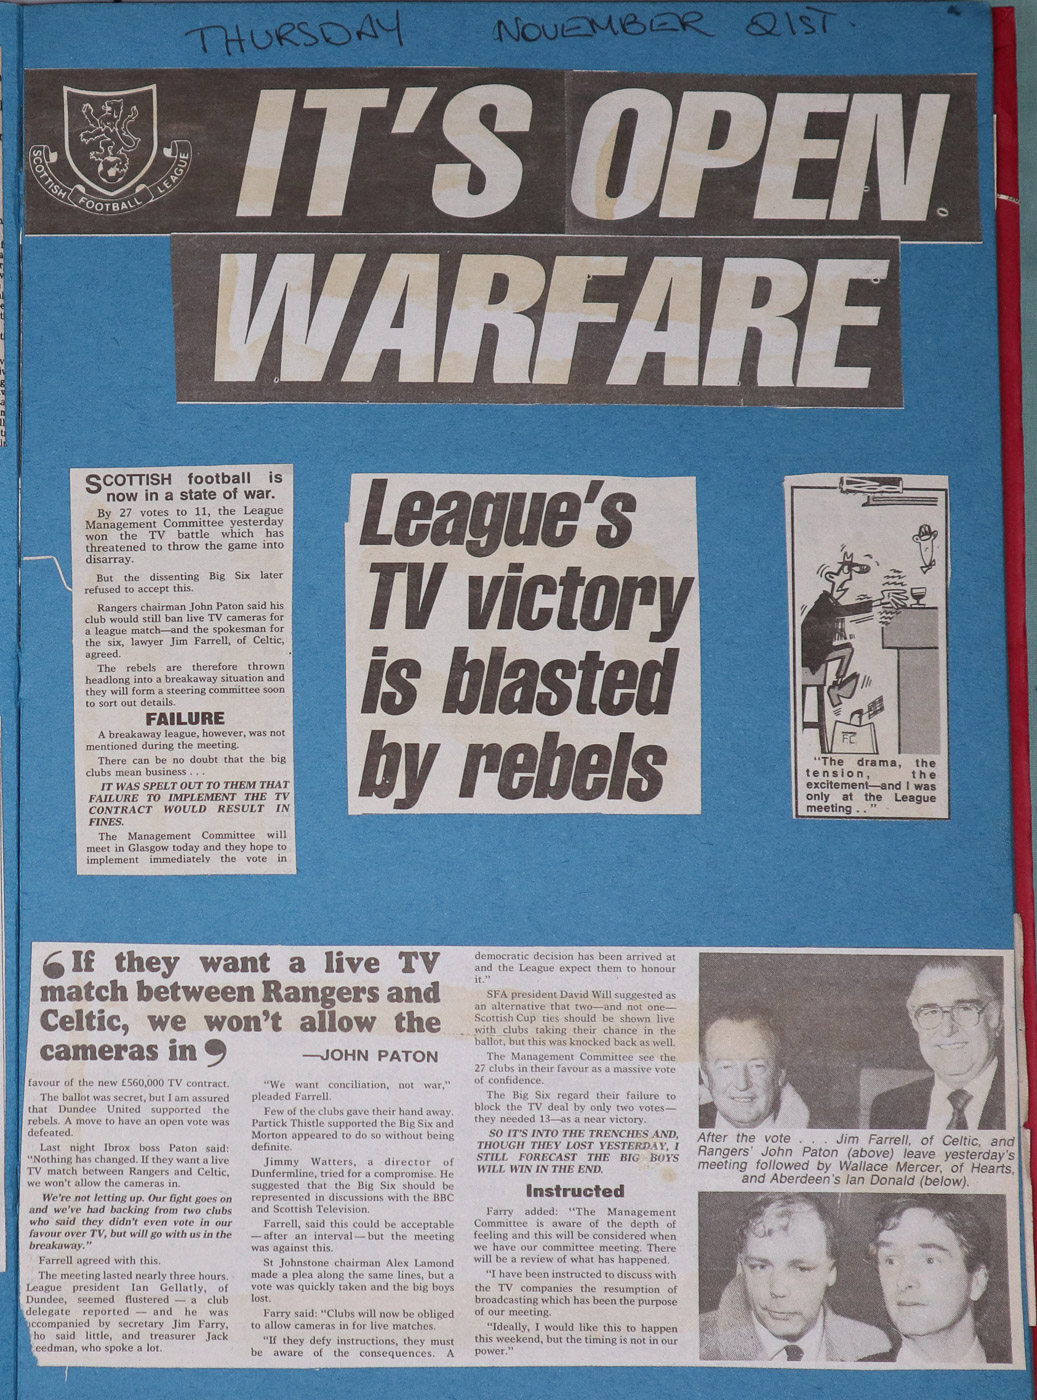 THURSDAY NOVEMBER 21ST.
SCOTTISH FOOTBALL LEAGUE
IT'S OPEN
WARFARE
SCOTTISH football is
now in a state of war.
By 27 votes to 11, the League
Management Committee yesterday
won the TV battle which has
threatened to throw the game into
disarray.
But the dissenting Big Six later
refused to accept this.
Rangers chairman John Paton said his
club would still ban live TV cameras for
a league match—and the spokesman for
the six, lawyer Jim Farrell, of Celtic,
agreed.
The rebels are therefore thrown
headlong into a breakaway situation and
they will form a steering committee soon
to sort out details.
FAILURE
A breakaway league, however, was not
mentioned during the meeting.
There can be no doubt that the big
clubs mean business . . .
IT WAS SPELT OUT TO THEM THAT
FAILURE TO IMPLEMENT THE TV
CONTRACT WOULD RESULT IN
FINES.
The Management Committee will
meet in Glasgow today and they hope to
implement immediately the vote in
League's
TV victory
is blasted
by rebels
FC
"The drama, the
tension, the
excitement—and I was
only at the League
meeting . ."
‘If they want a live TV
match between Rangers and
Celtic, we won't allow the
cameras in’
—JOHN PATON
favour of the new £560,000 TV contract.
The ballot was secret, but I am assured
that Dundee United supported the
rebels. A move to have an open vote was
defeated.
Last night Ibrox boss Paton said:
"Nothing has changed. If they want a live
TV match between Rangers and Celtic,
we won't allow the cameras in.
We're not letting up. Our fight goes on
and we've had backing from two clubs
who said they didn't even vote in our
favour over TV, but will go with us in the
breakaway."
Farrell agreed with this.
The meeting lasted nearly three hours.
League president Ian Gellatly, of
Dundee, seemed flustered — a club
delegate reported — and he was
accompanied by secretary Jim Farry,
who said little, and treasurer Jack
eedman, who spoke a lot.
"We want conciliation, not war,"
pleaded Farrell.
Few of the clubs gave their hand away.
Partick Thistle supported the Big Six and
Morton appeared to do so without being
definite.
Jimmy Watters, a director of
Dunfermline, tried for a compromise. He
suggested that the Big Six should be
represented in discussions with the BBC
and Scottish Television.
Farrell, said this could be acceptable
—after an interval—but the meeting
was against this.
St Johnstone chairman Alex Lamond
made a plea along the same lines, but a
vote was quickly taken and the big boys
lost.
Farry said: "Clubs will now be obliged
to allow cameras in for live matches.
"If they defy instructions, they must
be aware of the consequences. A
democratic decision has been arrived at
and the League expect them to honour
it."
SFA president David Will suggested as
an alternative that two—and not one—
Scottish Cup ties should be shown live
with clubs taking their chance in the
ballot, but this was knocked back as well.
The Management Committee see the
27 clubs in their favour as a massive vote
of confidence.
The Big Six regard their failure to
block the TV deal by only two votes—
they needed 13—as a near victory.
SO IT'S INTO THE TRENCHES AND,
THOUGH THEY LOST YESTERDAY, I
STILL FORECAST THE BIG BOYS
WILL WIN IN THE END.
Instructed
Farry added: "The Management
Committee is aware of the depth of
feeling and this will be considered when
we have our committee meeting. There
will be a review of what has happened.
"I have been instructed to discuss with
the TV companies the resumption of
broadcasting which has been the purpose
of our meeting.
"Ideally, I would like this to happen
this weekend, but the timing is not in our
power."
After the vote . . . . Jim Farrell, of Celtic, and
Rangers' John Paton (above) leave yesterday's
meeting followed by Wallace Mercer, of Hearts,
and Aberdeen's Ian Donald (below).